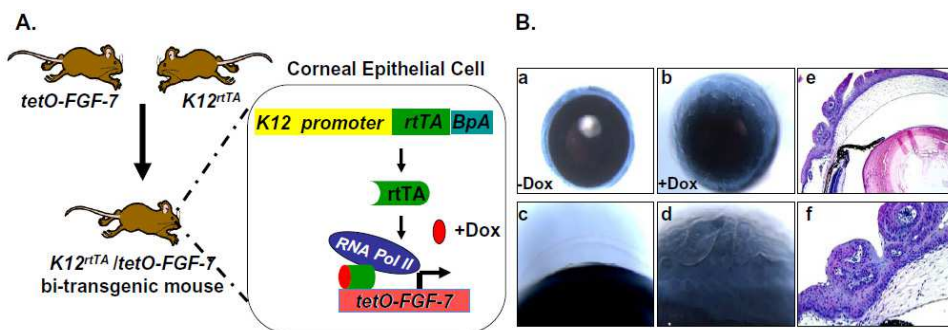 A.
tetO-FGF-7
K12rtTA
K12rtTA /tetO-FGF-7
bi-transgenic mouse
Corneal Epithelial Cell
K12 promoter rtTA BpA
rtTA
+Dox
RNA Pol II
tetO-FGF-7
B.
a
-Dox
b
+Dox
e
c
d
f